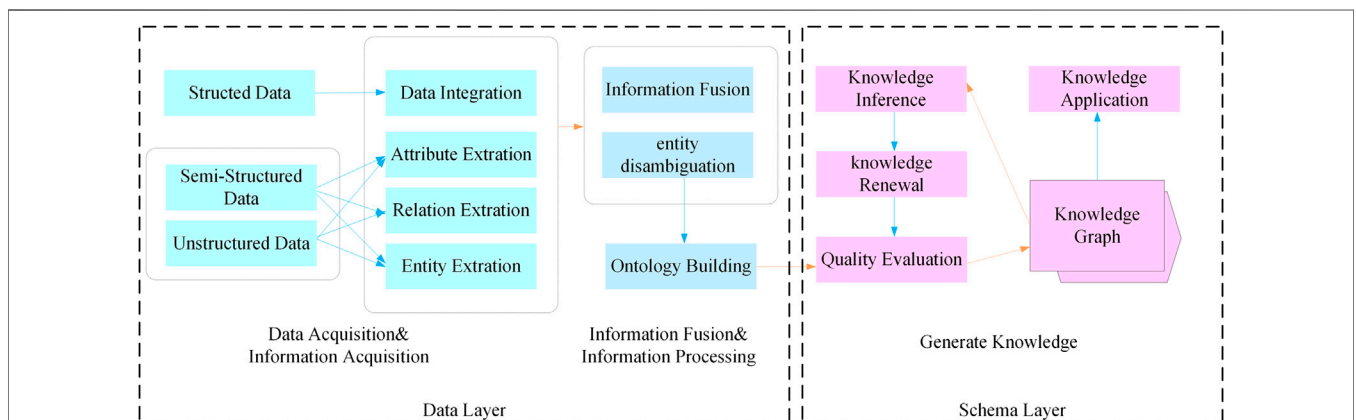 Structed Data
Data Integration
Attribute Extration
Semi-Structured
Data
Relation Extration
Unstructured Data
Entity Extration
Data Acquisition&
Information Acquisition
Information Fusion
entity
disambiguation
Ontology Building
Information Fusion&
Information Processing
Data Layer
Knowledge
Inference
knowledge
Renewal
Quality Evaluation
Knowledge
Application
Knowledge
Graph
Generate Knowledge
Schema Layer